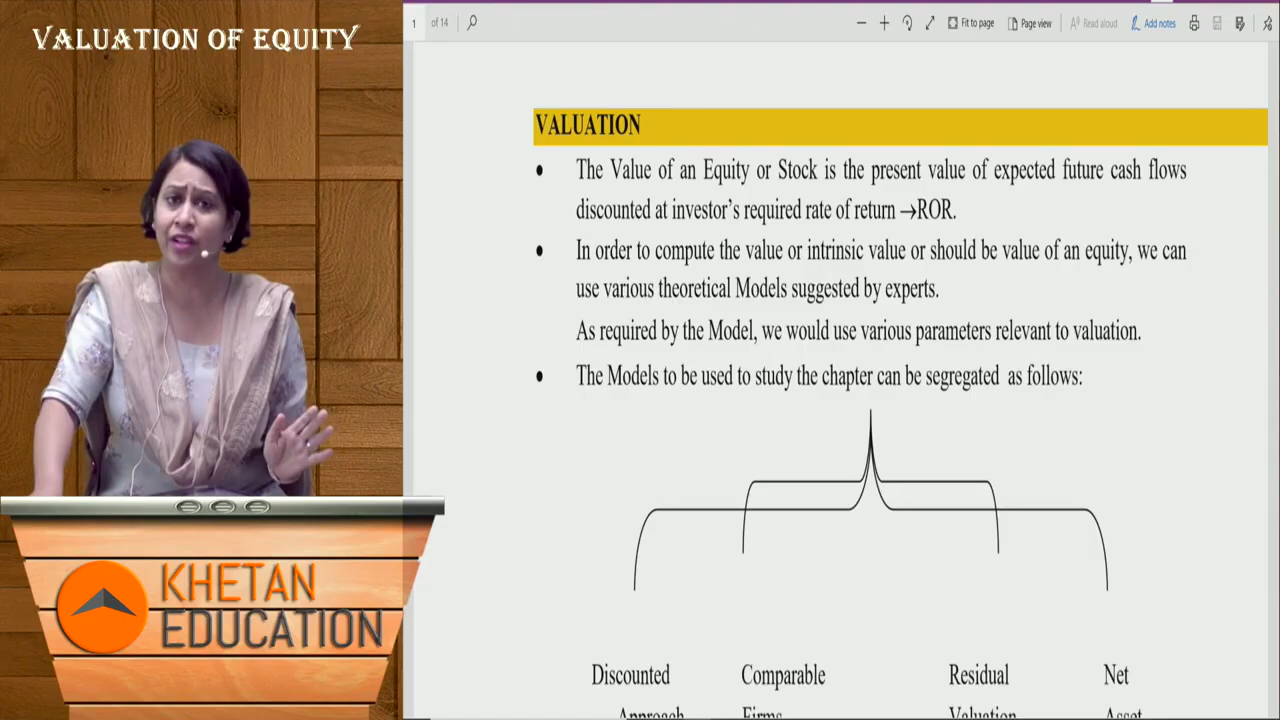 VALUATION OF EQUITY
1 of 14
Fit to page
Page view
Read aloud
Add notes
VALUATION
• The Value of an Equity or Stock is the present value of expected future cash flows
discounted at investor's required rate of return →ROR.
• In order to compute the value or intrinsic value or should be value of an equity, we can
use various theoretical Models suggested by experts.
As required by the Model, we would use various parameters relevant to valuation.
• The Models to be used to study the chapter can be segregated as follows:
Discounted Comparable Residual Net
Approach Firms Valuation Asset
KHETAN
EDUCATION